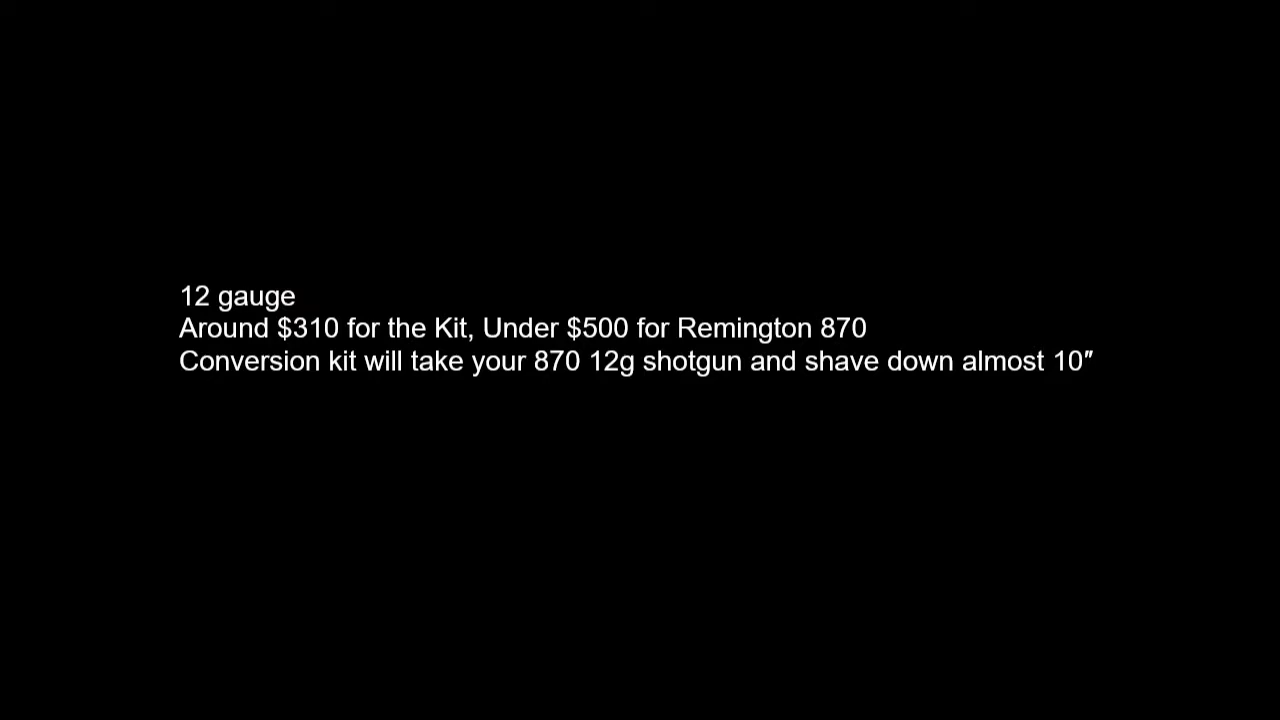 12 gauge
Around $310 for the Kit, Under $500 for Remington 870
Conversion kit will take your 870 12g shotgun and shave down almost 10″